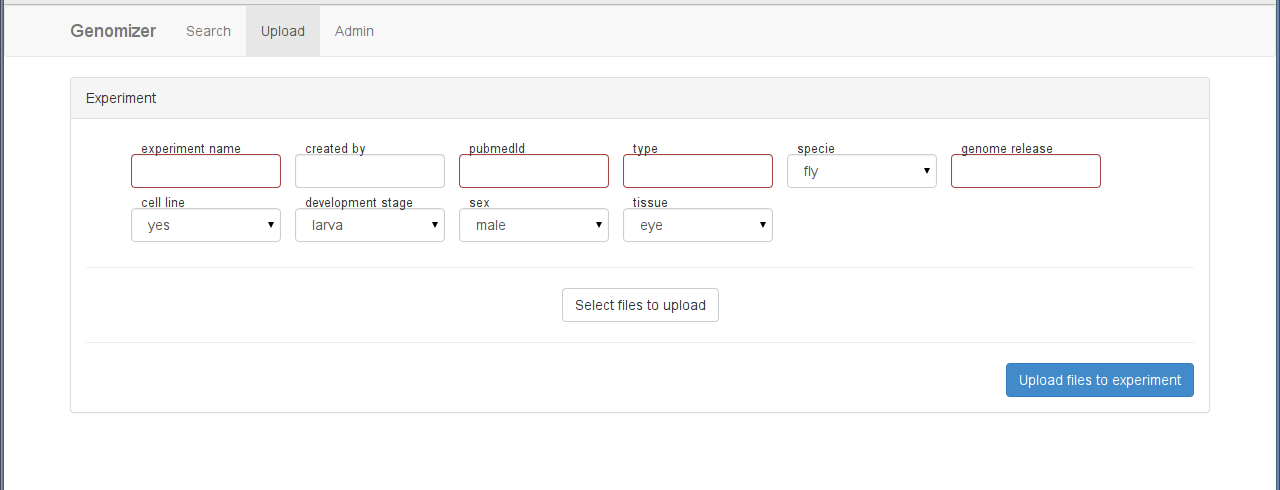 Genomizer Search Upload Admin
Experiment
experiment name created by pubmedId type specie genome release
fly
cell line development stage sex tissue
yes larva male eye
Select files to upload
Upload files to experiment